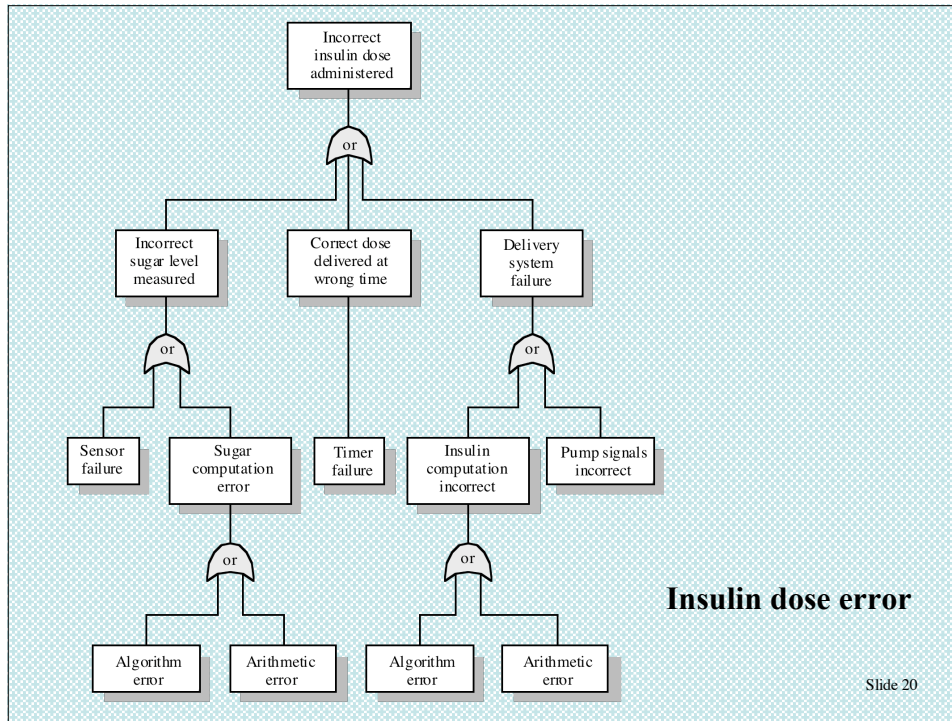 Incorrect
insulin dose
administered
or
Incorrect
sugar level
measured
Correct dose
delivered at
wrong time
Delivery
system
failure
or
or
Sensor
failure
Sugar
computation
error
Timer
failure
Insulin
computation
incorrect
Pump signals
incorrect
or
or
Algorithm
error
Arithmetic
error
Algorithm
error
Arithmetic
error
Insulin dose error
Slide 20